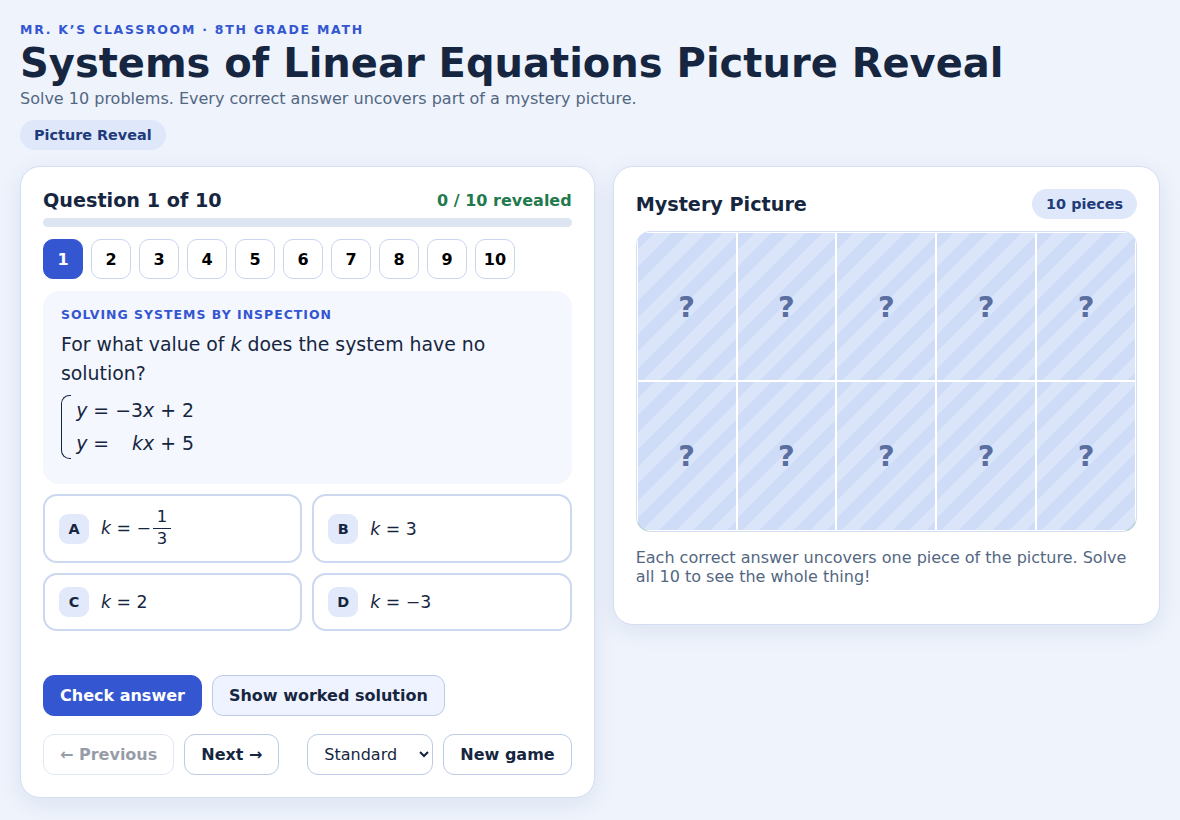 MR. K’S CLASSROOM · 8TH GRADE MATH
Systems of Linear Equations Picture Reveal
Solve 10 problems. Every correct answer uncovers part of a mystery picture.
Picture Reveal
Question 1 of 10
0 / 10 revealed
1 2 3 4 5 6 7 8 9 10
SOLVING SYSTEMS BY INSPECTION
For what value of k does the system have no
solution?
y = −3x + 2
y = kx + 5
A k = −1/3
B k = 3
C k = 2
D k = −3
Check answer
Show worked solution
← Previous
Next →
Standard
New game
Mystery Picture
10 pieces
? ? ? ? ?
? ? ? ? ?
Each correct answer uncovers one piece of the picture. Solve
all 10 to see the whole thing!